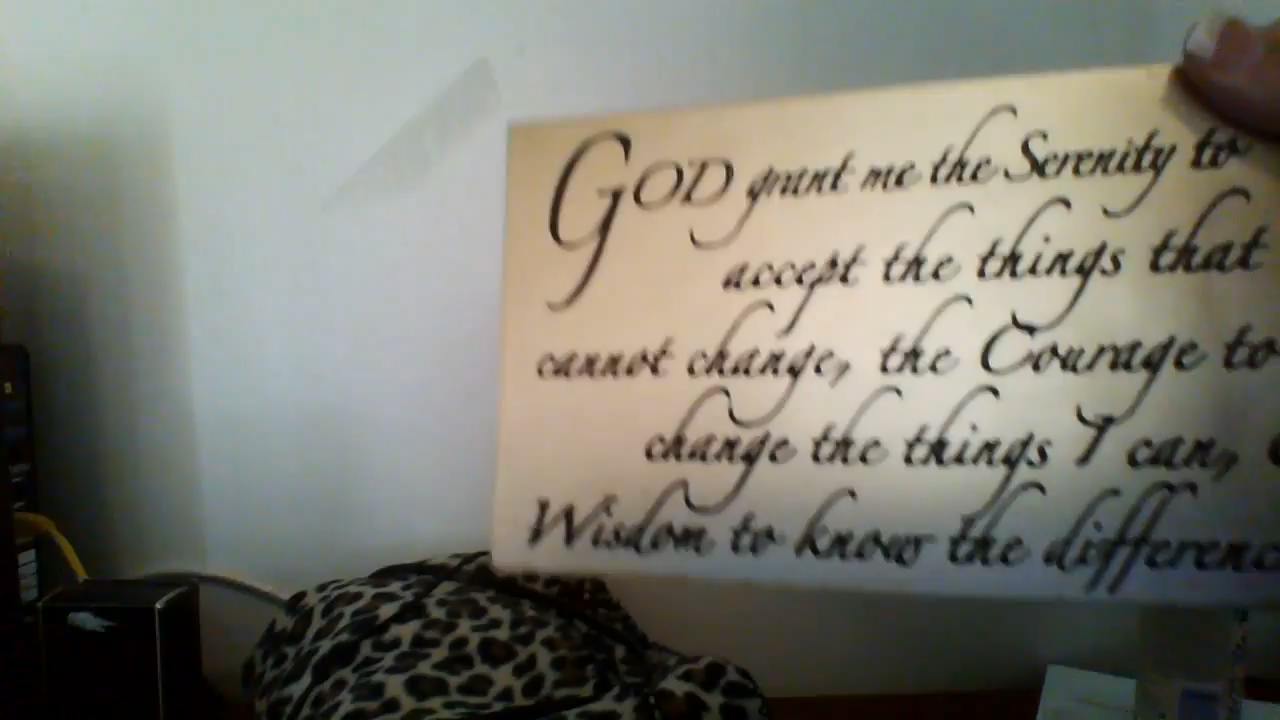 GOD grant me the Serenity to
accept the things that
cannot change, the Courage to
change the things I can,
Wisdom to know the differenc